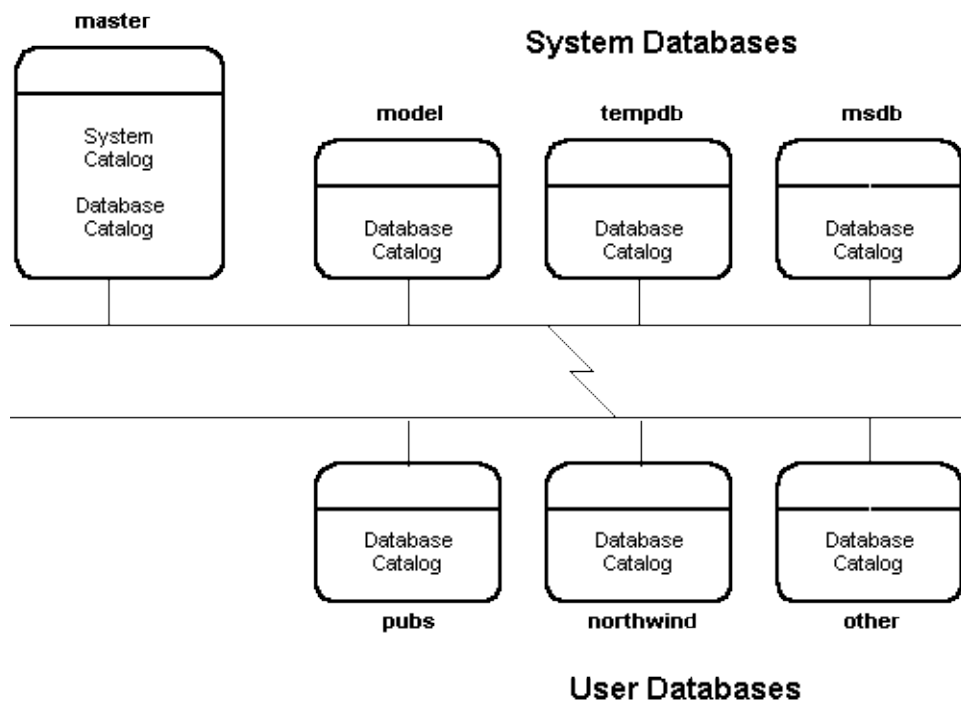 master
System Databases
System
Catalog
Database
Catalog
model
tempdb
msdb
Database
Catalog
Database
Catalog
Database
Catalog
Database
Catalog
Database
Catalog
Database
Catalog
pubs
northwind
other
User Databases